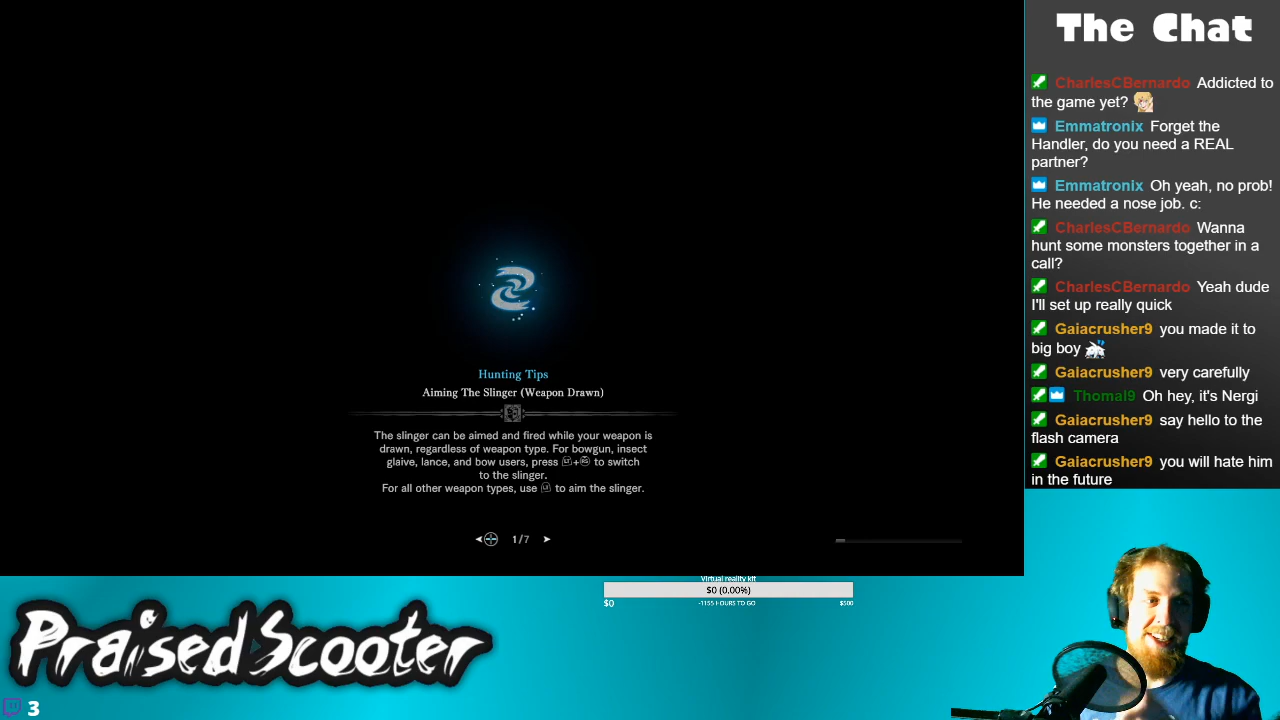 The Chat
CharlesCBernardo Addicted to
the game yet?
Emmatronix Forget the
Handler, do you need a REAL
partner?
Emmatronix Oh yeah, no prob!
He needed a nose job. c:
CharlesCBernardo Wanna
hunt some monsters together in a
call?
CharlesCBernardo Yeah dude
I'll set up really quick
Gaiacrusher9 you made it to
big boy
Gaiacrusher9 very carefully
Thomal9 Oh hey, it's Nergi
Gaiacrusher9 say hello to the
flash camera
Gaiacrusher9 you will hate him
in the future
Hunting Tips
Aiming The Slinger (Weapon Drawn)
The slinger can be aimed and fired while your weapon is
drawn, regardless of weapon type. For bowgun, insect
glaive, lance, and bow users, press + to switch
to the slinger.
For all other weapon types, use to aim the slinger.
1/7
Virtual reality kit
$0 (0.00%)
$0 -1155 HOURS TO GO $500
Praised Scooter
3